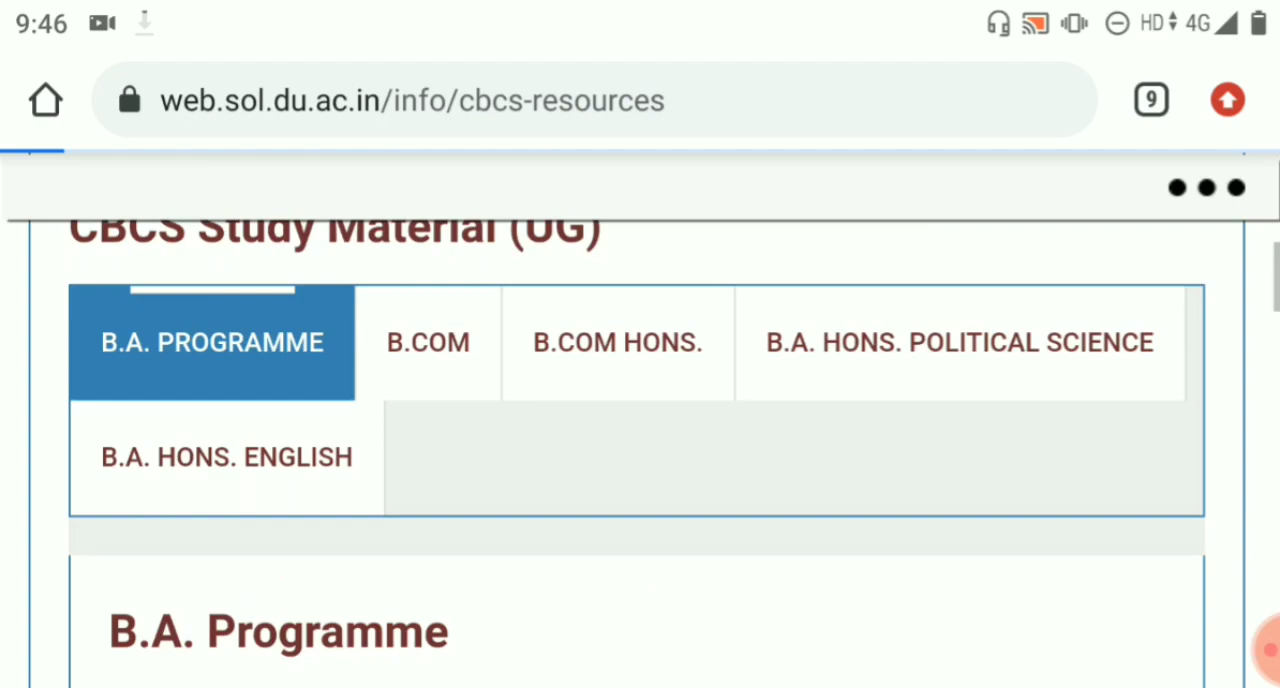 9:46 HD 4G
web.sol.du.ac.in/info/cbcs-resources 9
CBCS Study Material (UG)
B.A. PROGRAMME B.COM B.COM HONS. B.A. HONS. POLITICAL SCIENCE
B.A. HONS. ENGLISH
B.A. Programme